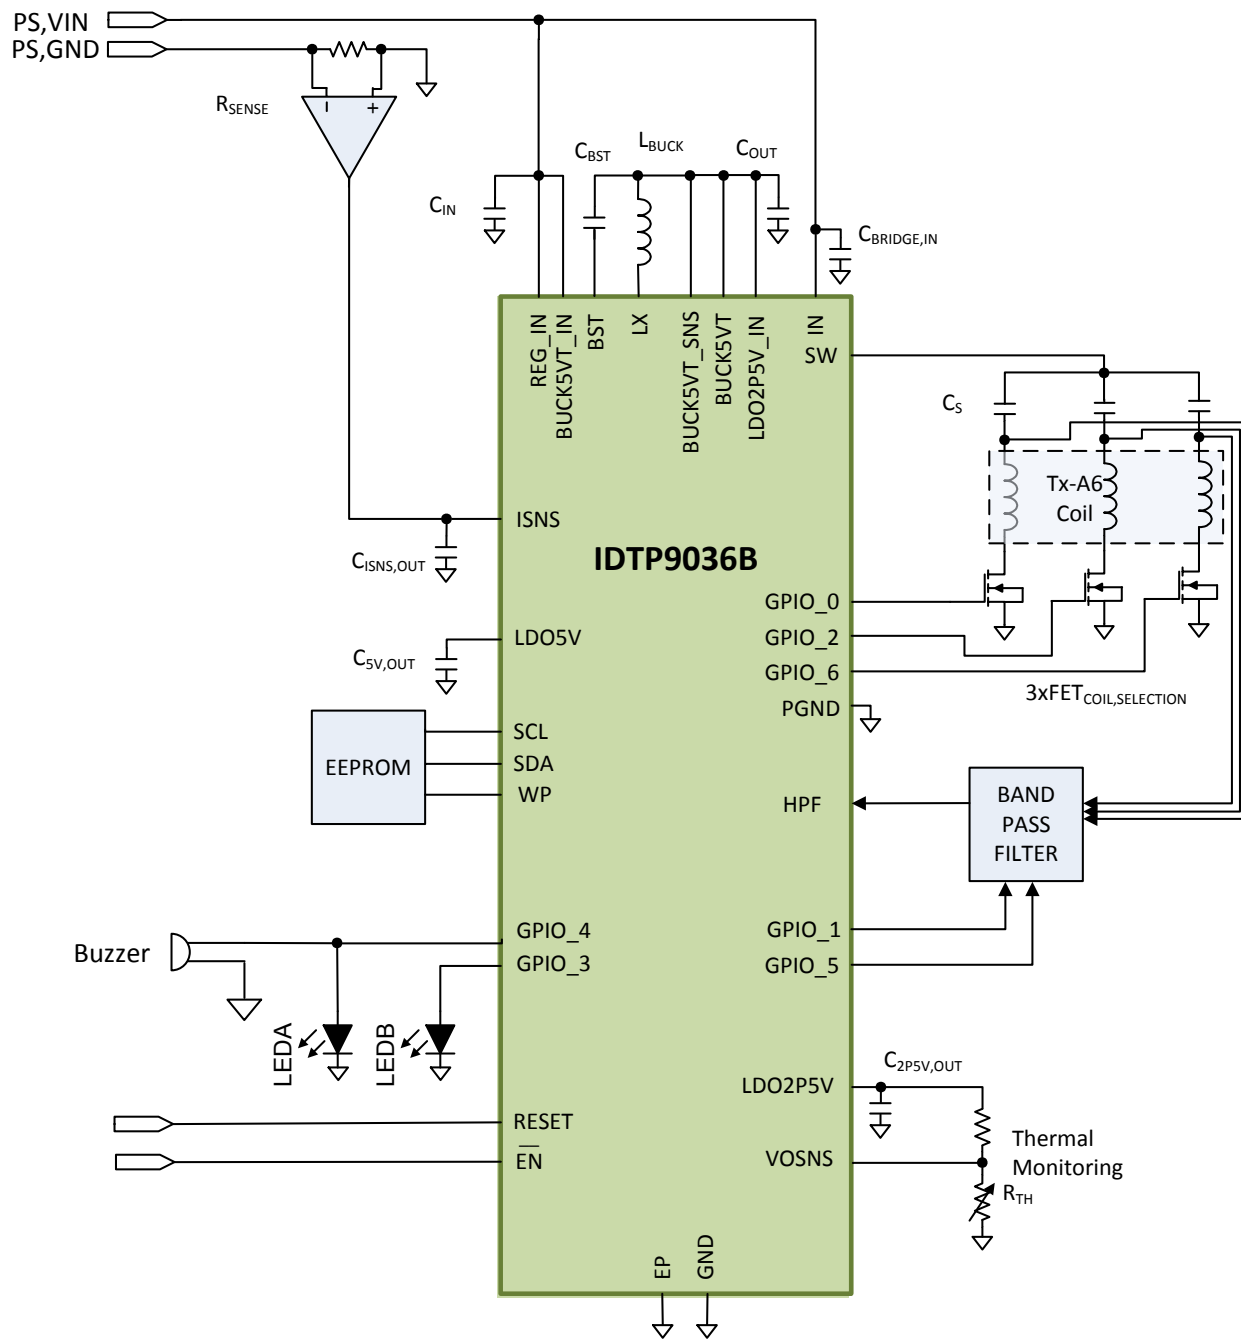 PS,VIN
PS,GND
RSENSE
− +
CIN
CBST
LBUCK
COUT
CBRIDGE,IN
REG_IN
BUCK5VT_IN
BST
LX
BUCK5VT_SNS
BUCK5VT
LDO2P5V_IN
IN
SW
CS
Tx-A6
Coil
ISNS
CISNS,OUT
IDTP9036B
GPIO_0
GPIO_2
GPIO_6
3xFETCOIL,SELECTION
PGND
LDO5V
C5V,OUT
EEPROM
SCL
SDA
WP
HPF
BAND
PASS
FILTER
Buzzer
GPIO_4
GPIO_3
GPIO_1
GPIO_5
LEDA
LEDB
C2P5V,OUT
LDO2P5V
RESET
EN
VOSNS
Thermal
Monitoring
RTH
EP
GND